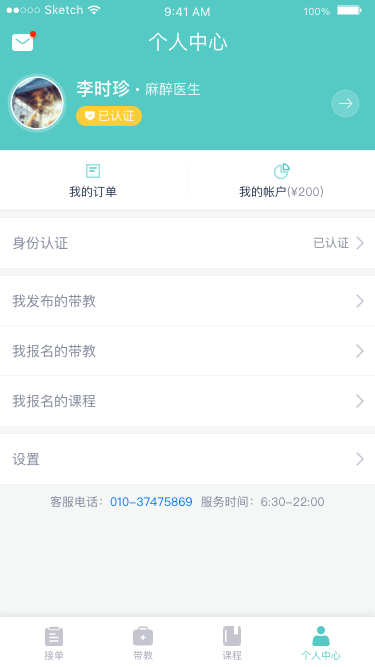 Sketch 9:41 AM 100%
个人中心
李时珍·麻醉医生
已认证
我的订单 我的帐户(¥200)
身份认证 已认证
我发布的带教
我报名的带教
我报名的课程
设置
客服电话：010-37475869 服务时间：6:30-22:00
接单 带教 课程 个人中心